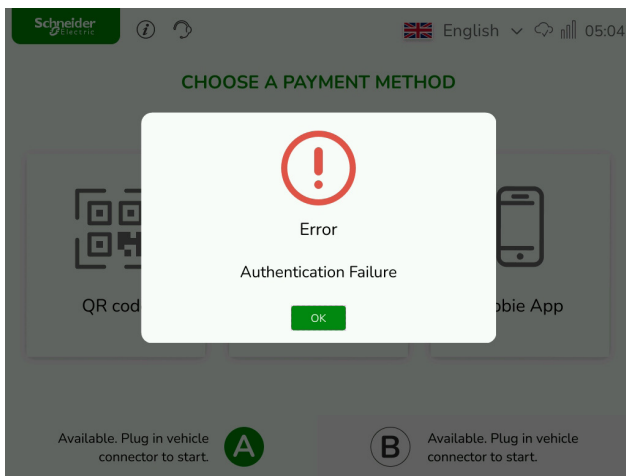 Schneider
Electric
English
05:04
CHOOSE A PAYMENT METHOD
Error
Authentication Failure
OK
QR cod
obie App
Available. Plug in vehicle
connector to start.
A
B
Available. Plug in vehicle
connector to start.